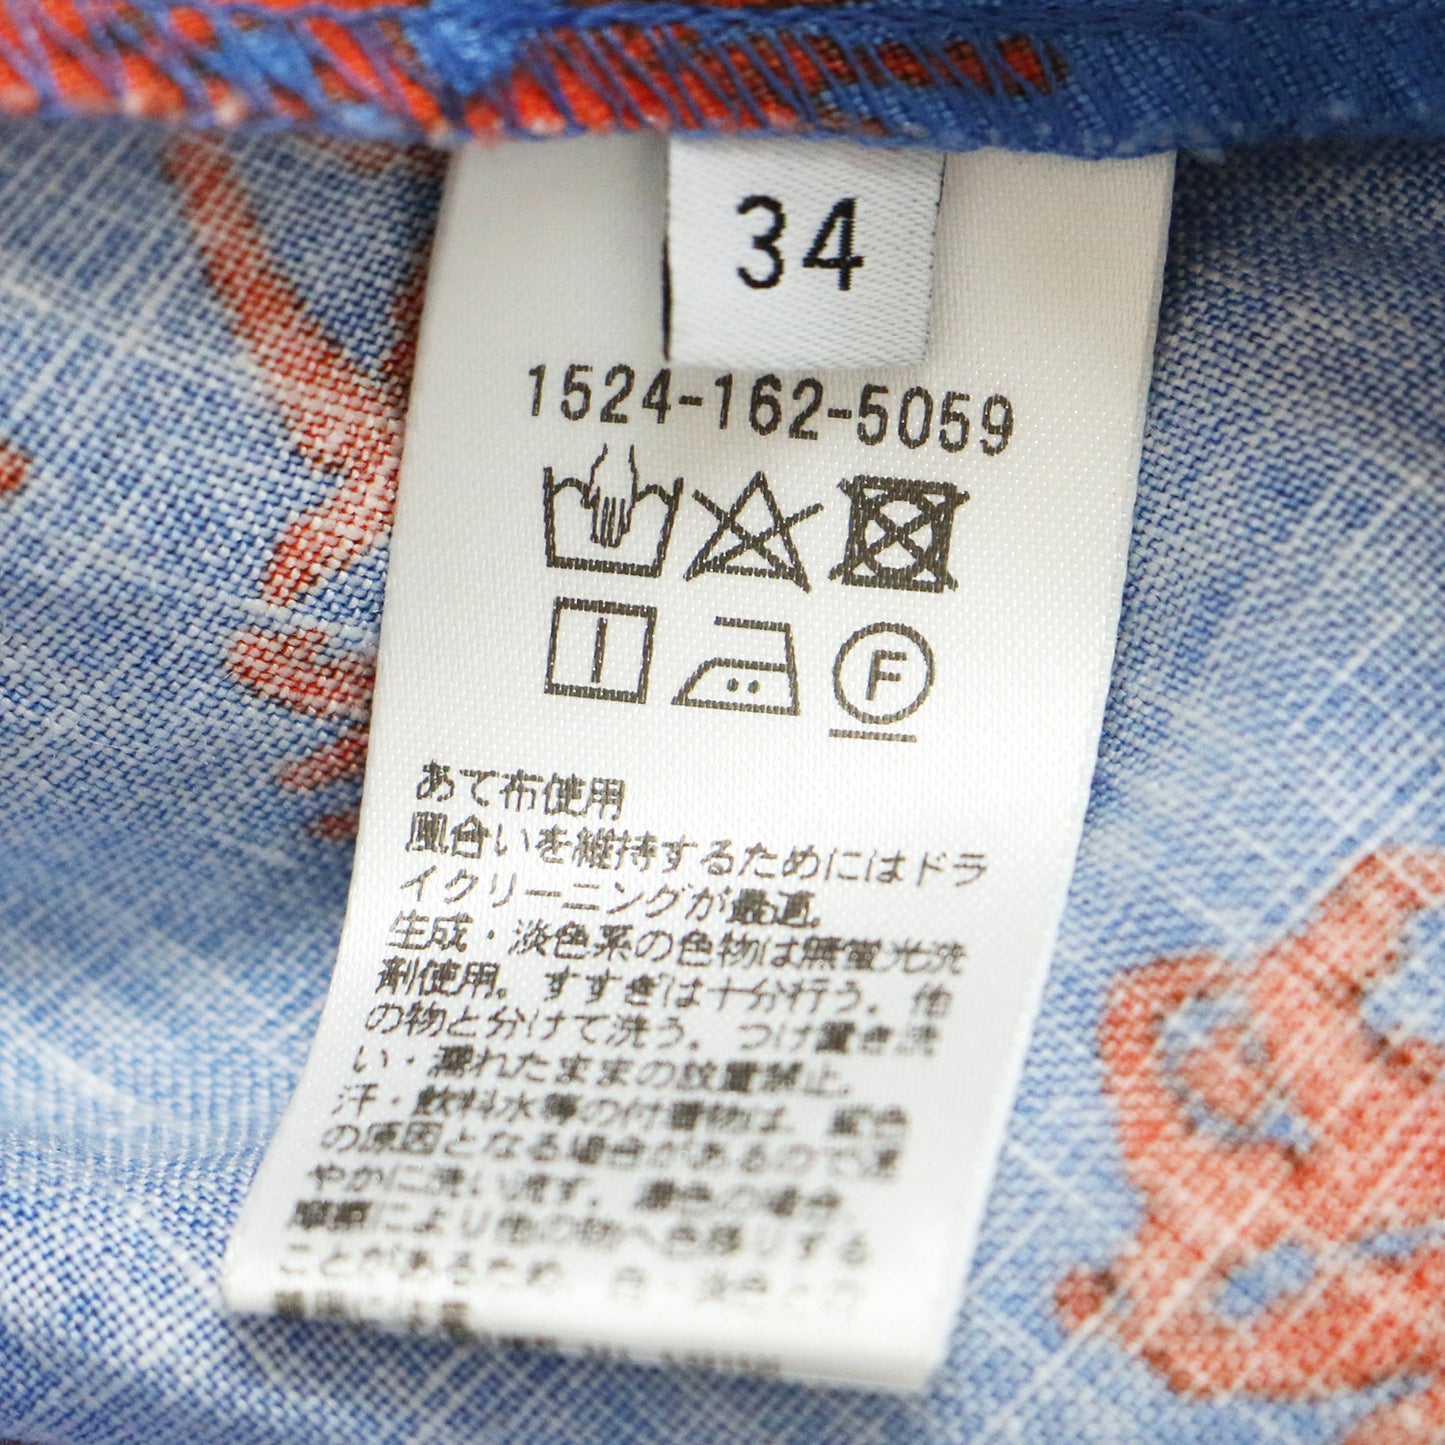 34
1524-162-5059
F
あて布使用
風合いを維持するためにはドラ
イクリーニングが最適。
生成・淡色系の色物は無蛍光洗
剤使用。すすぎは十分行う。他
の物と分けて洗う。つけ置き洗
い・濡れたままの放置禁止。
汗・飲料水等の付着物は、変色
の原因となる場合があるので速
やかに洗い流す。濃色の場合、
摩擦により他の物へ色移りする
ことがあるため、白・淡色との